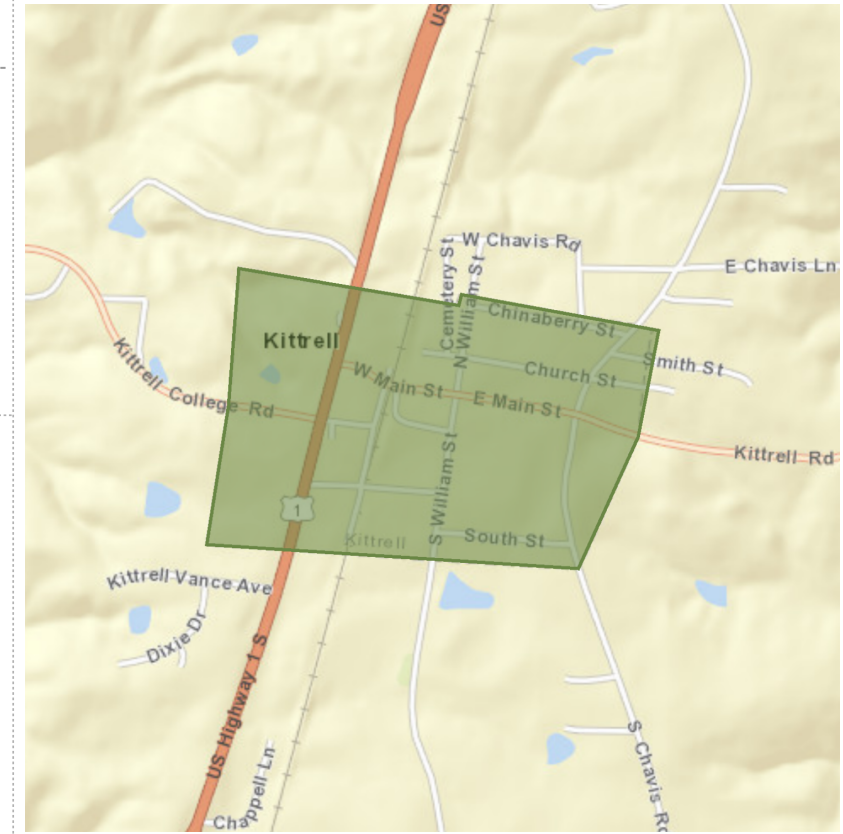 US
W Chavis Rd
E Chavis Ln
Cemetery St
N William St
Chinaberry St
Kittrell
Smith St
Church St
W Main St
E Main St
Kittrell College Rd
Kittrell Rd
S William St
1
South St
Kittrell
Kittrell Vance Ave
Dixie Dr
US Highway 1 S
Chappell Ln
S Chavis Rd
Cha